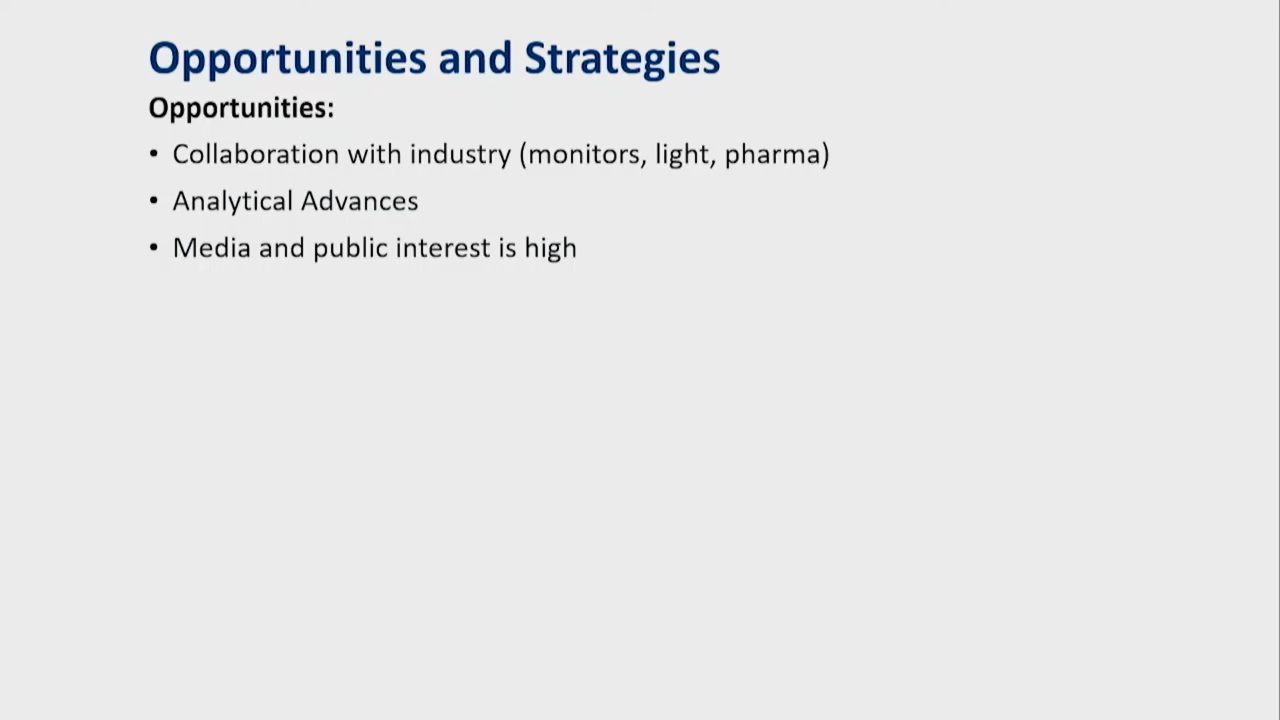 Opportunities and Strategies
Opportunities:
• Collaboration with industry (monitors, light, pharma)
• Analytical Advances
• Media and public interest is high